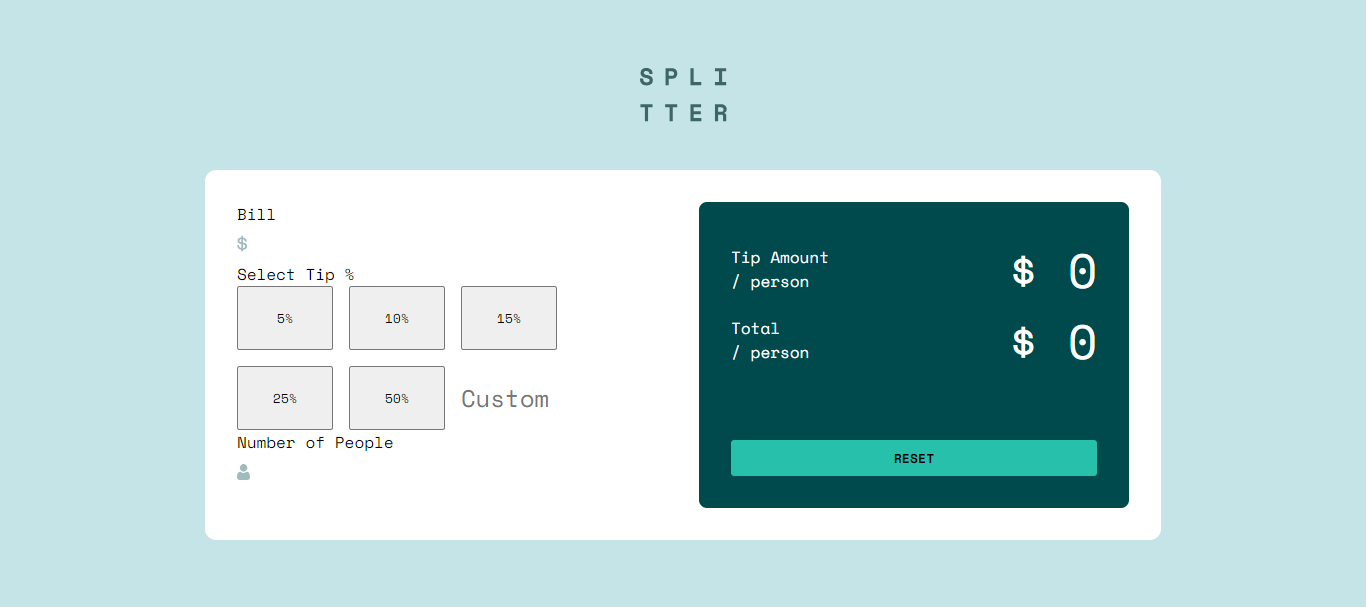 SPLI
TTER
Bill
$
Select Tip %
5%
10%
15%
25%
50%
Custom
Number of People
Tip Amount
/ person
$ 0
Total
/ person
$ 0
RESET